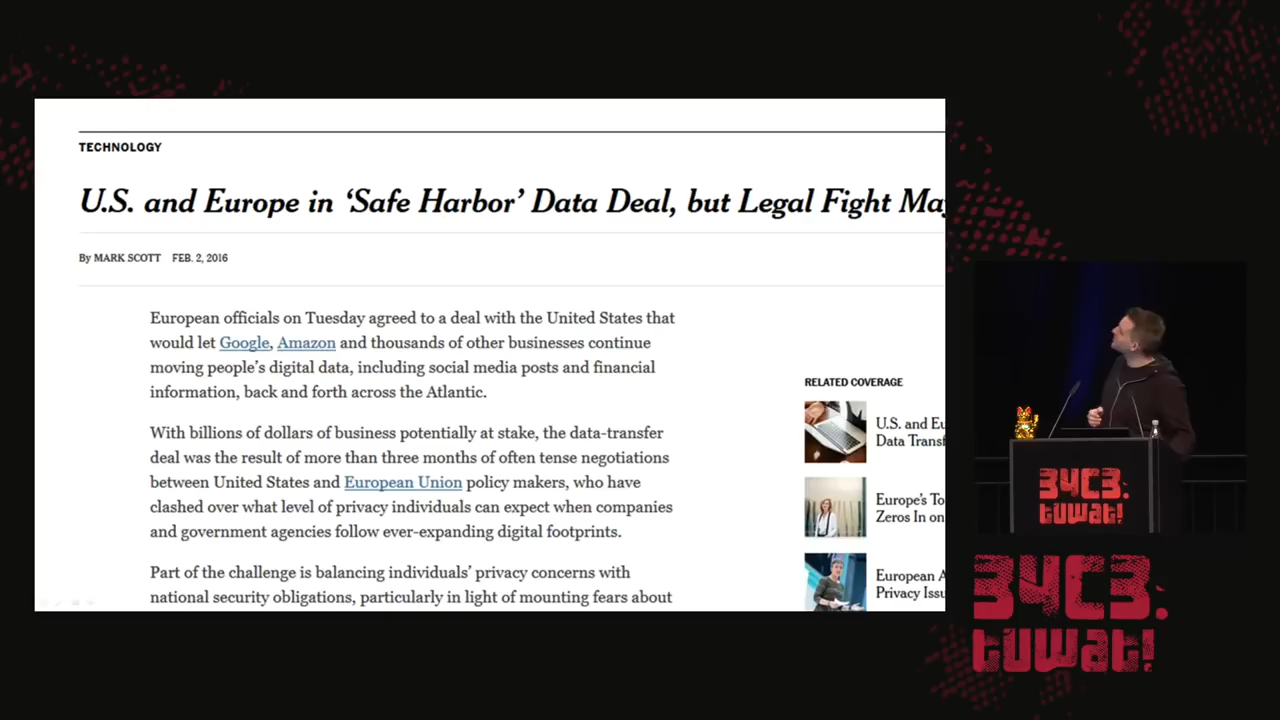 TECHNOLOGY
U.S. and Europe in ‘Safe Harbor’ Data Deal, but Legal Fight May
By MARK SCOTT FEB. 2, 2016
European officials on Tuesday agreed to a deal with the United States that
would let Google, Amazon and thousands of other businesses continue
moving people’s digital data, including social media posts and financial
information, back and forth across the Atlantic.
With billions of dollars of business potentially at stake, the data-transfer
deal was the result of more than three months of often tense negotiations
between United States and European Union policy makers, who have
clashed over what level of privacy individuals can expect when companies
and government agencies follow ever-expanding digital footprints.
Part of the challenge is balancing individuals’ privacy concerns with
national security obligations, particularly in light of mounting fears about
RELATED COVERAGE
U.S. and Eu
Data Transf
Europe’s To
Zeros In on
European A
Privacy Issu
34C3.
tuwat!
34C3.
tuwat!